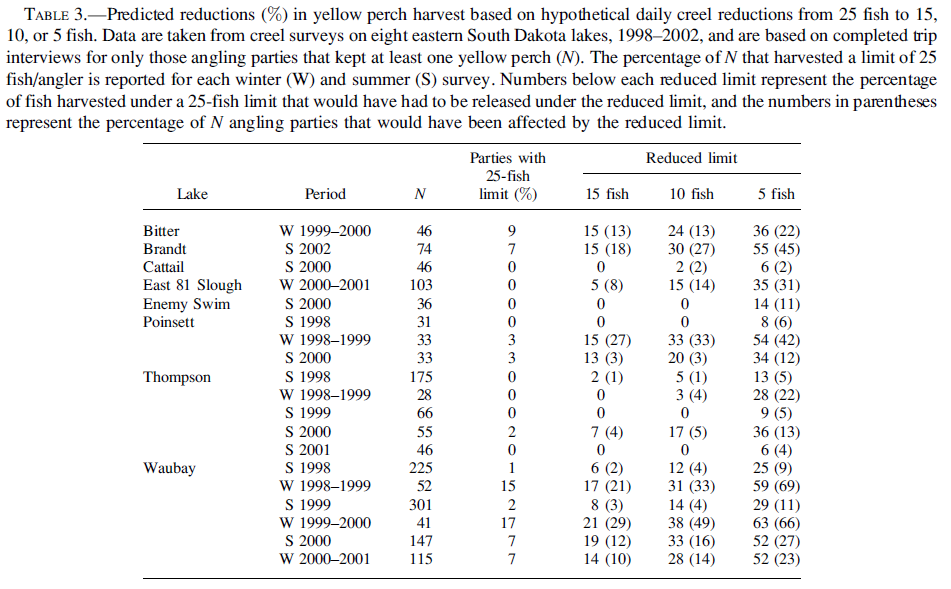 TABLE 3.—Predicted reductions (%) in yellow perch harvest based on hypothetical daily creel reductions from 25 fish to 15,
10, or 5 fish. Data are taken from creel surveys on eight eastern South Dakota lakes, 1998–2002, and are based on completed trip
interviews for only those angling parties that kept at least one yellow perch (N). The percentage of N that harvested a limit of 25
fish/angler is reported for each winter (W) and summer (S) survey. Numbers below each reduced limit represent the percentage
of fish harvested under a 25-fish limit that would have had to be released under the reduced limit, and the numbers in parentheses
represent the percentage of N angling parties that would have been affected by the reduced limit.
Parties with Reduced limit
25-fish
Lake Period N limit (%) 15 fish 10 fish 5 fish
Bitter W 1999–2000 46 9 15 (13) 24 (13) 36 (22)
Brandt S 2002 74 7 15 (18) 30 (27) 55 (45)
Cattail S 2000 46 0 0 2 (2) 6 (2)
East 81 Slough W 2000–2001 103 0 5 (8) 15 (14) 35 (31)
Enemy Swim S 2000 36 0 0 0 14 (11)
Poinsett S 1998 31 0 0 0 8 (6)
W 1998–1999 33 3 15 (27) 33 (33) 54 (42)
S 2000 33 3 13 (3) 20 (3) 34 (12)
Thompson S 1998 175 0 2 (1) 5 (1) 13 (5)
W 1998–1999 28 0 0 3 (4) 28 (22)
S 1999 66 0 0 0 9 (5)
S 2000 55 2 7 (4) 17 (5) 36 (13)
S 2001 46 0 0 0 6 (4)
Waubay S 1998 225 1 6 (2) 12 (4) 25 (9)
W 1998–1999 52 15 17 (21) 31 (33) 59 (69)
S 1999 301 2 8 (3) 14 (4) 29 (11)
W 1999–2000 41 17 21 (29) 38 (49) 63 (66)
S 2000 147 7 19 (12) 33 (16) 52 (27)
W 2000–2001 115 7 14 (10) 28 (14) 52 (23)